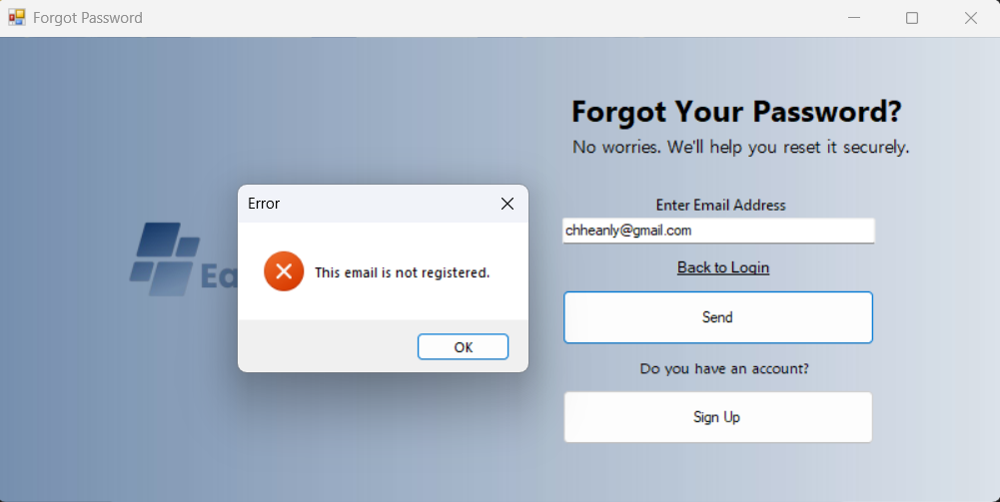 Forgot Password
Forgot Your Password?
No worries. We'll help you reset it securely.
Error
Enter Email Address
chheanly@gmail.com
This email is not registered.
Back to Login
OK
Send
Do you have an account?
Sign Up